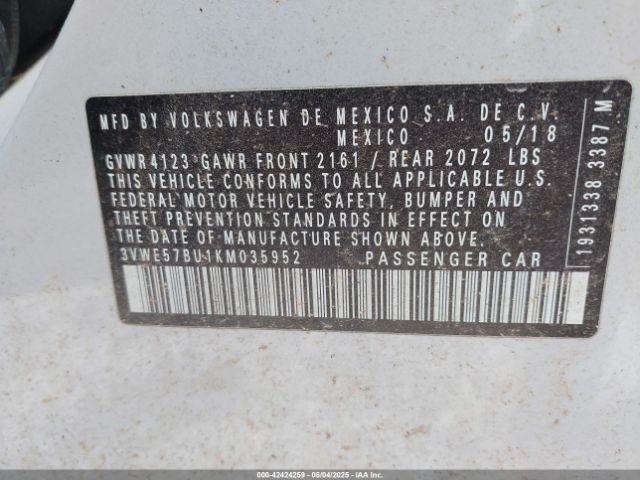 MFD BY VOLKSWAGEN DE MEXICO S.A. DE C.V.
MEXICO 05/18
GVWR 4123 GAWR FRONT 2161 / REAR 2072 LBS
THIS VEHICLE CONFORMS TO ALL APPLICABLE U.S.
FEDERAL MOTOR VEHICLE SAFETY, BUMPER AND
THEFT PREVENTION STANDARDS IN EFFECT ON
THE DATE OF MANUFACTURE SHOWN ABOVE.
3VWE57BU1KM035952 PASSENGER CAR
1931338 3387 M
000-42424259 - 06/04/2025 - IAAI.com